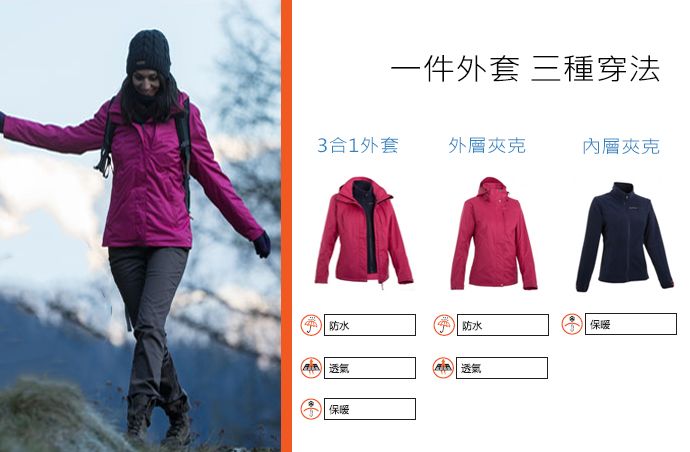 一件外套 三種穿法
3合1外套
外層夾克
內層夾克
防水
防水
保暖
透氣
透氣
保暖